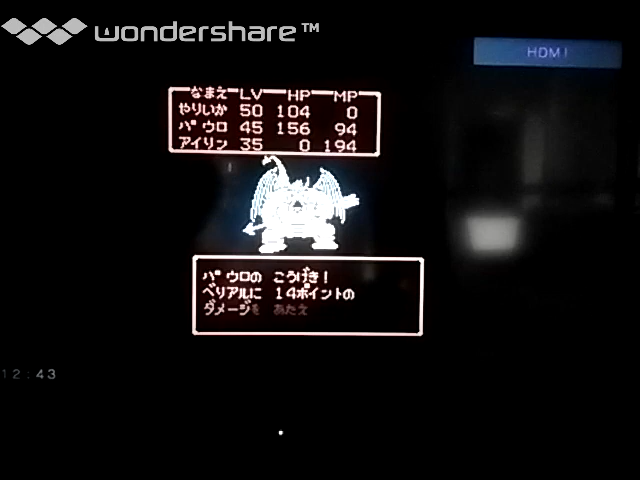 wondershare™
HDMI
なまえ LV HP MP
やりいか 50 104 0
パウロ 45 156 94
アイリン 35 0 194
パウロの こうげき！
べリアルに 14ポイントの
ダメージを あたえ
12:43